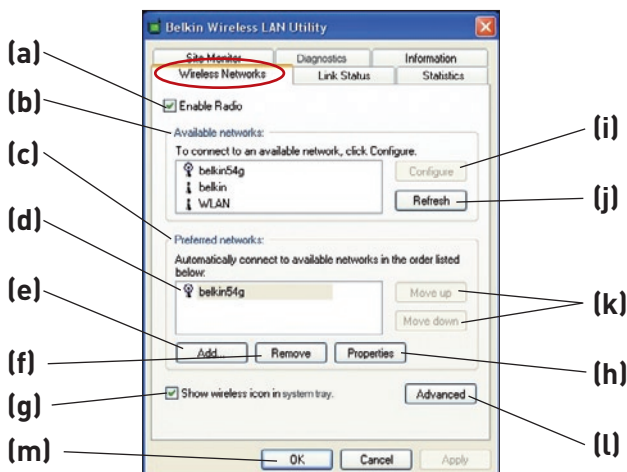 Belkin Wireless LAN Utility
Site Monitor Diagnostics Information
Wireless Networks Link Status Statistics
(a)
Enable Radio
(b)
Available networks:
To connect to an available network, click Configure.
(i)
(c)
belkin54g
Configure
belkin
WLAN
Refresh
(j)
(d)
Preferred networks:
Automatically connect to available networks in the order listed
below:
(e)
belkin54g
Move up
(k)
Move down
(f)
Add... Remove Properties
(h)
(g)
Show wireless icon in system tray.
Advanced
(l)
(m)
OK Cancel Apply